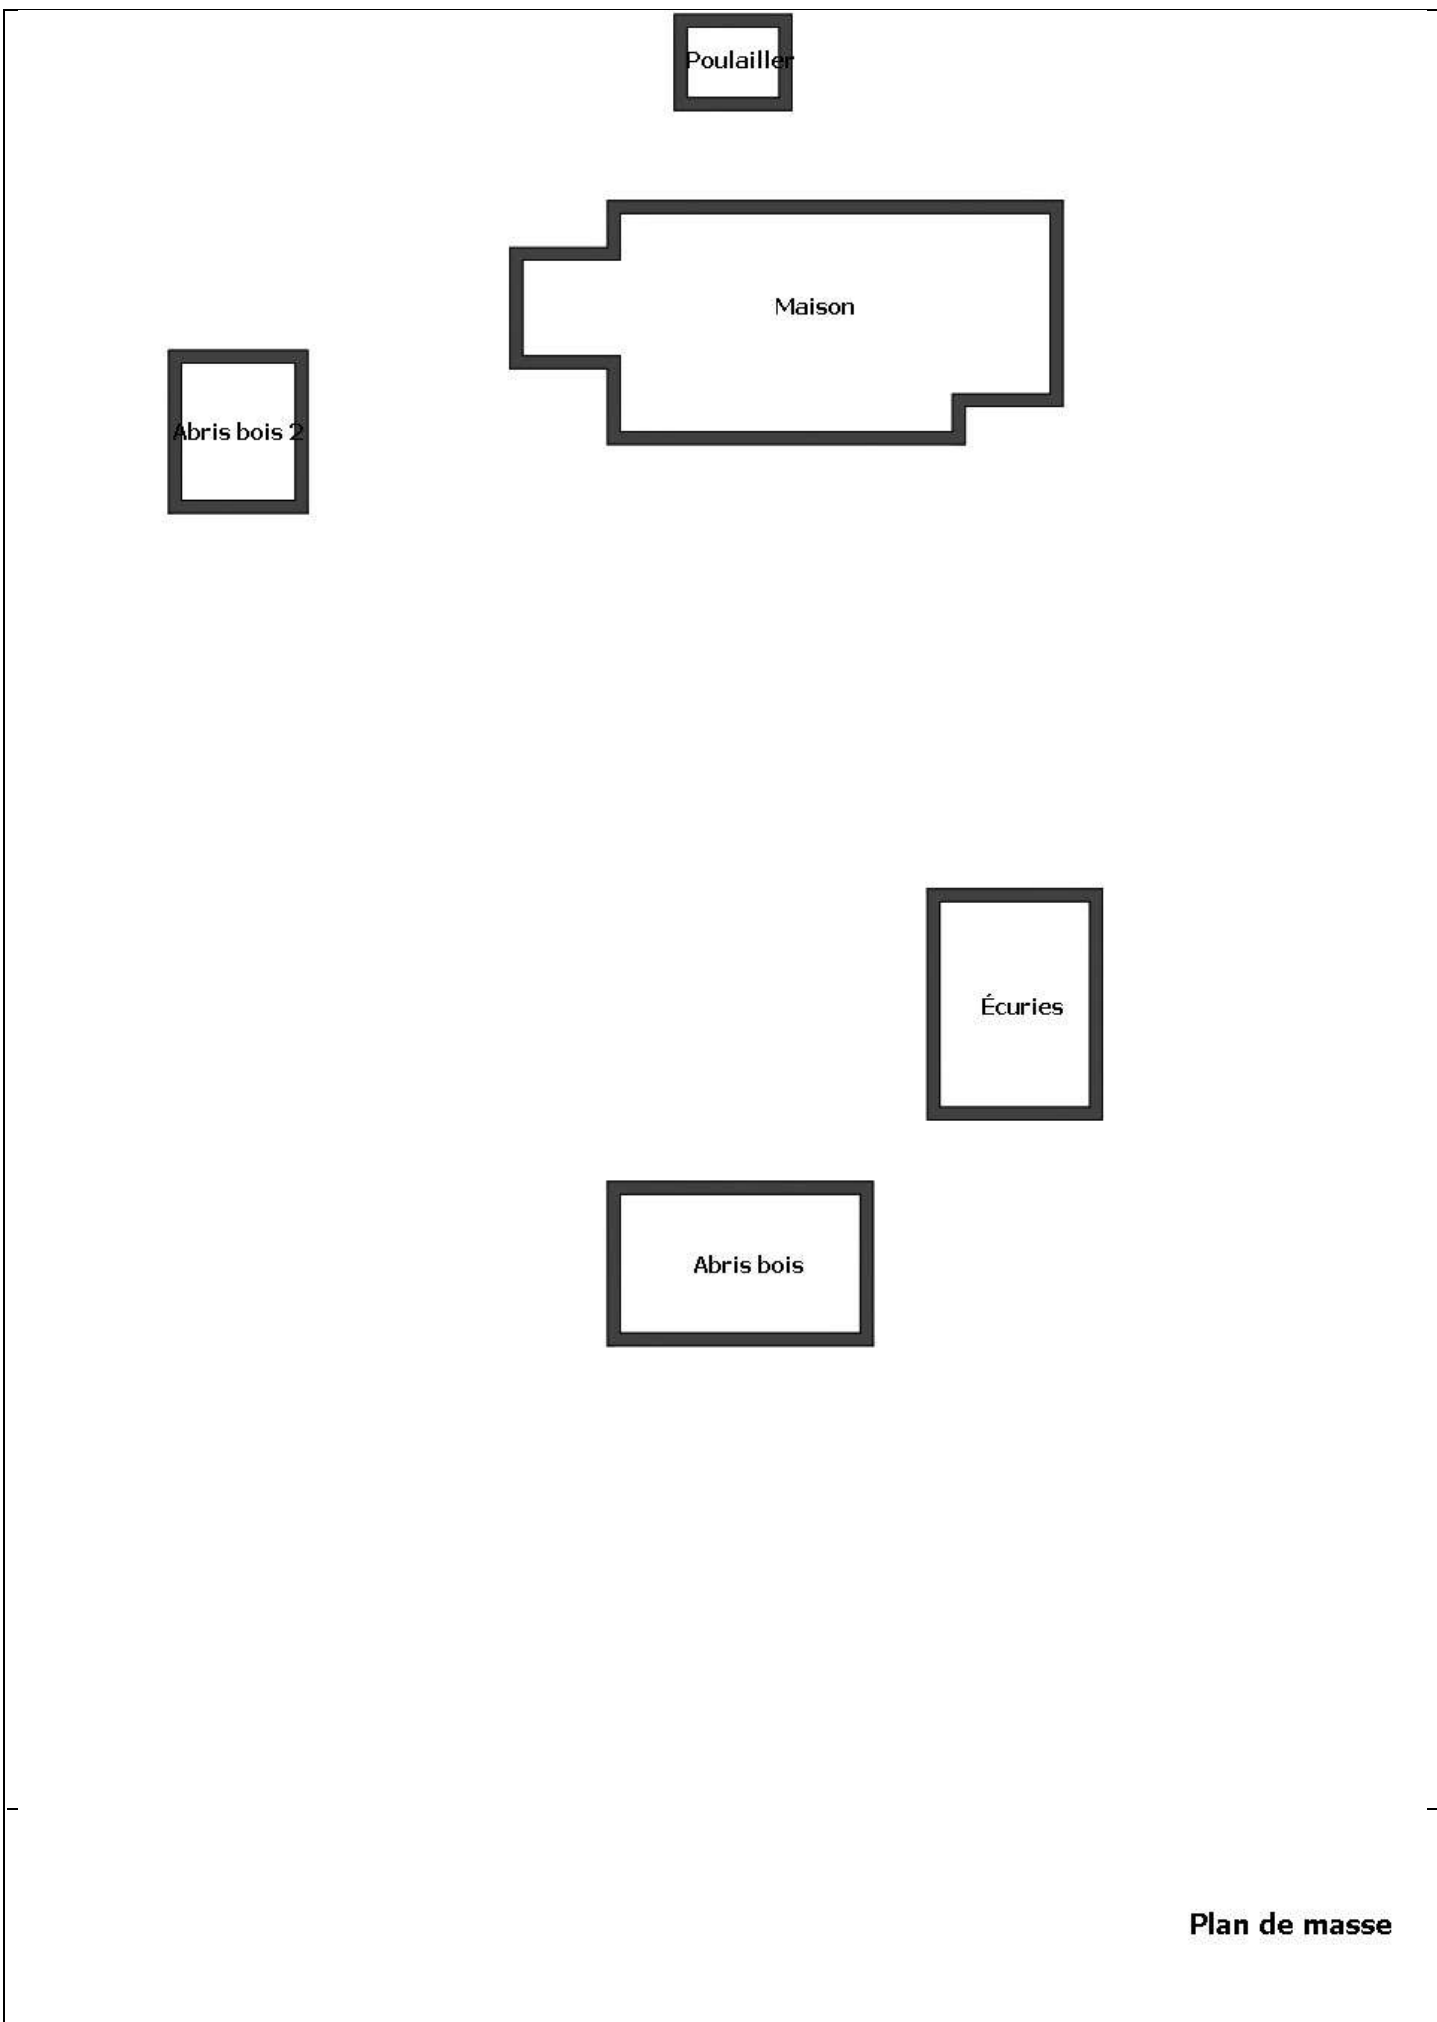 Poulailler
Maison
Abris bois 2
Écuries
Abris bois
Plan de masse